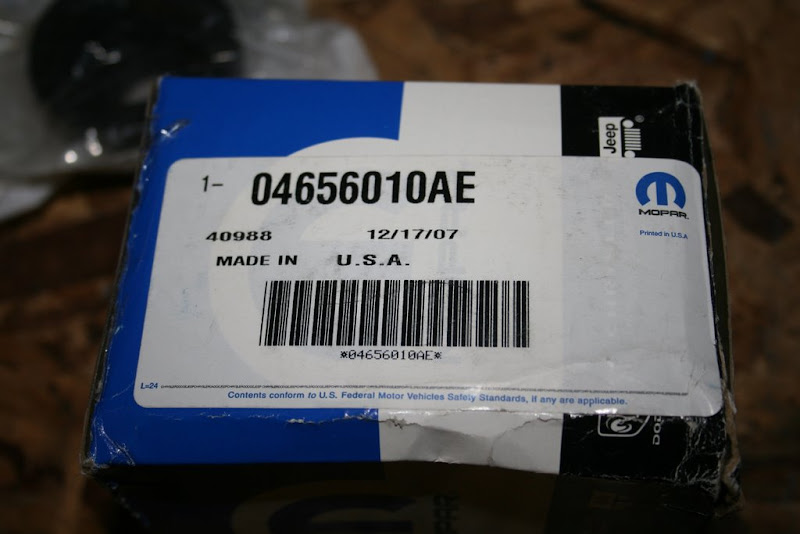 Jeep
1- 04656010AE
MOPAR
40988 12/17/07
Printed in U.S.A
MADE IN U.S.A.
*04656010AE*
L=24
Contents conform to U.S. Federal Motor Vehicles Safety Standards, if any are applicable.